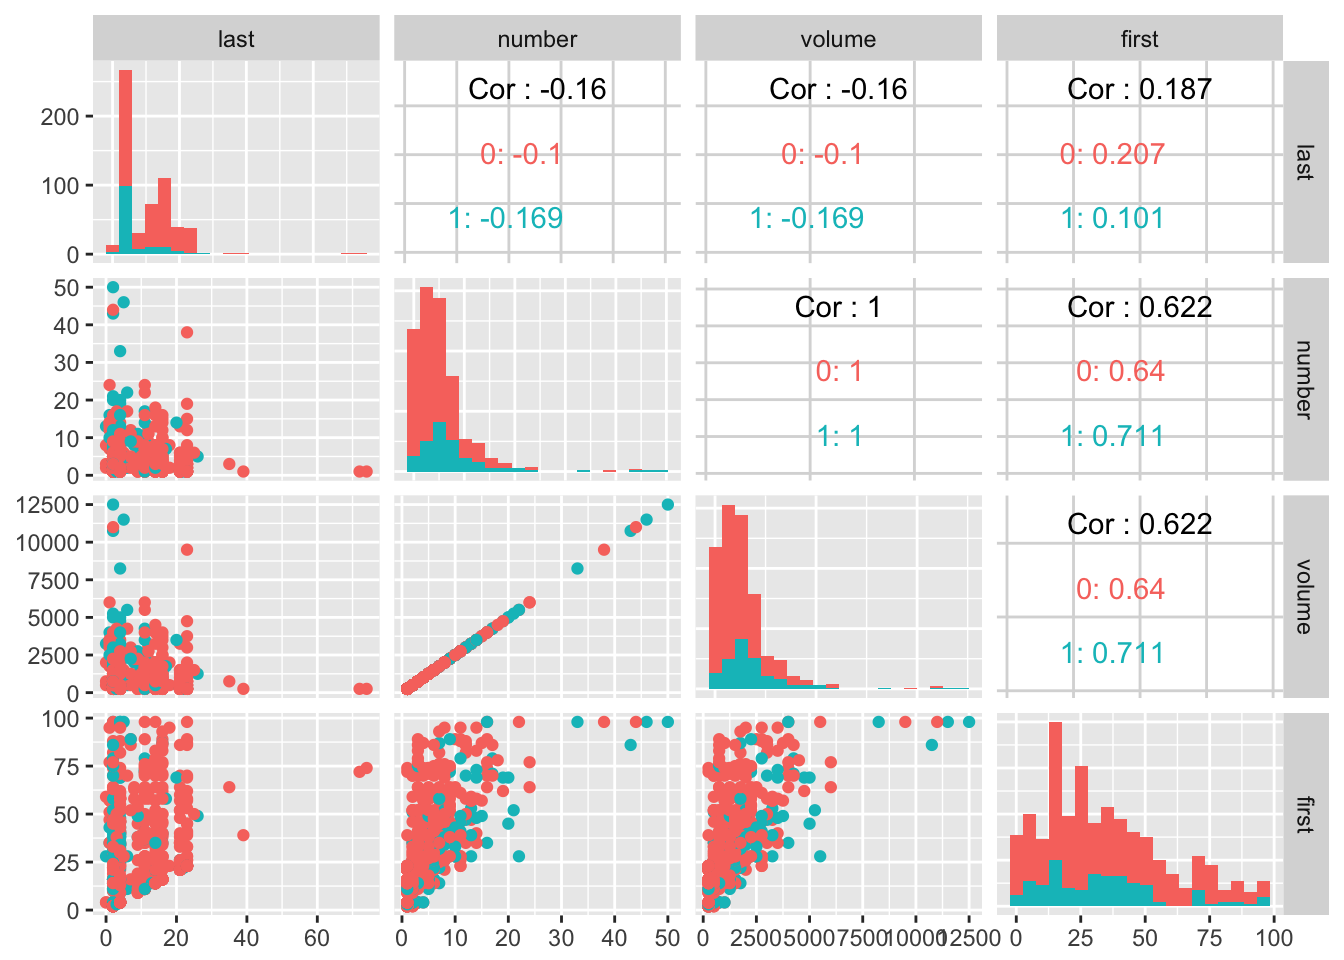 last number volume first
200
100
0
Cor : -0.16
0: -0.1
1: -0.169
Cor : -0.16
0: -0.1
1: -0.169
Cor : 0.187
0: 0.207
1: 0.101
last
50
40
30
20
10
0
Cor : 1
0: 1
1: 1
Cor : 0.622
0: 0.64
1: 0.711
number
12500
10000
7500
5000
2500
0
Cor : 0.622
0: 0.64
1: 0.711
volume
100
75
50
25
0
first
0 20 40 60
0 10 20 30 40 50
0 2500 5000 7500 10000 12500
0 25 50 75 100